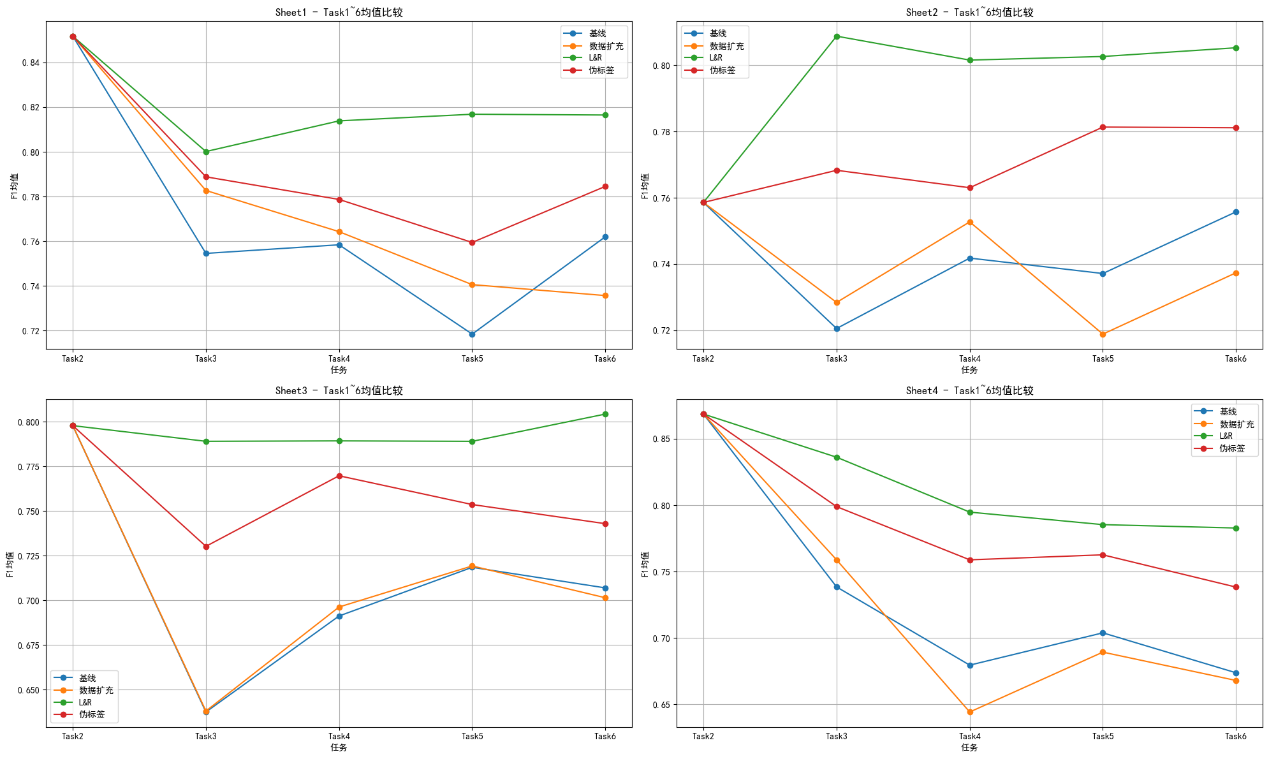 Sheet1 - Task1~6均值比较
F1均值
0.84
0.82
0.80
0.78
0.76
0.74
0.72
基线
数据扩充
L&R
伪标签
Task2
Task3
Task4
Task5
Task6
任务
Sheet2 - Task1~6均值比较
F1均值
0.80
0.78
0.76
0.74
0.72
基线
数据扩充
L&R
伪标签
Task2
Task3
Task4
Task5
Task6
任务
Sheet3 - Task1~6均值比较
F1均值
0.800
0.775
0.750
0.725
0.700
0.675
0.650
基线
数据扩充
L&R
伪标签
Task2
Task3
Task4
Task5
Task6
任务
Sheet4 - Task1~6均值比较
F1均值
0.85
0.80
0.75
0.70
0.65
基线
数据扩充
L&R
伪标签
Task2
Task3
Task4
Task5
Task6
任务